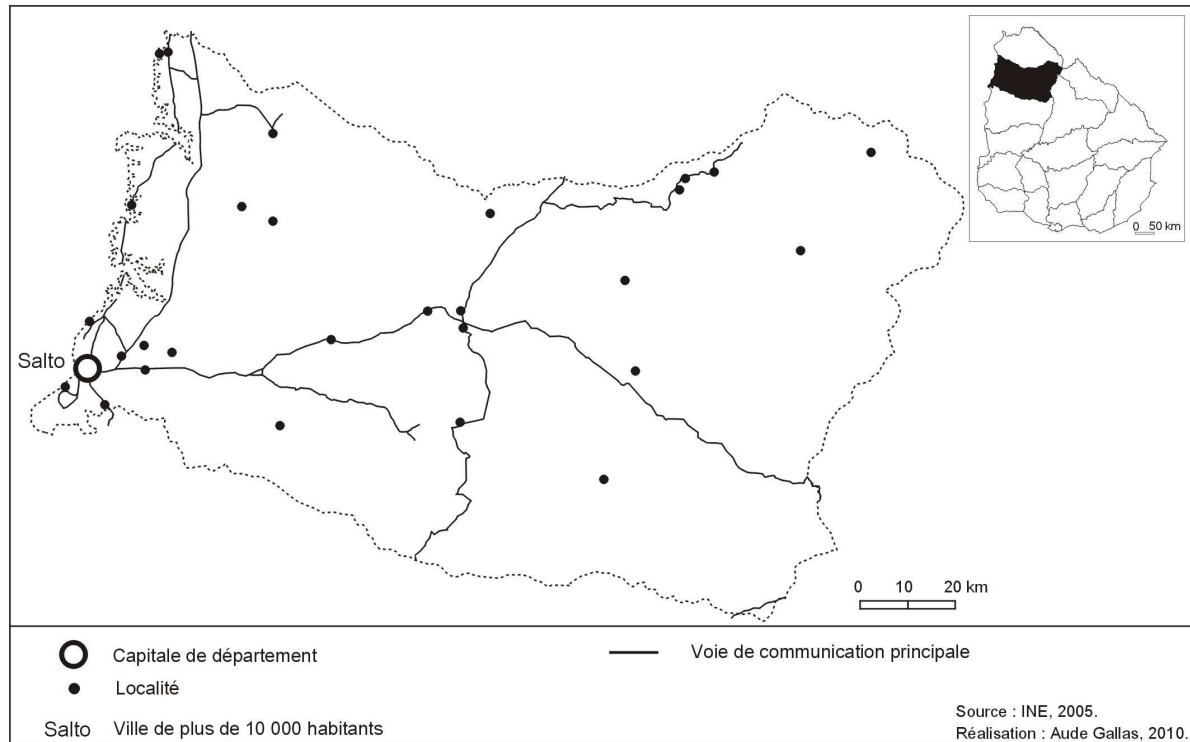 0 50 km
Salto
0 10 20 km
Capitale de département
Voie de communication principale
Localité
Salto Ville de plus de 10 000 habitants
Source : INE, 2005.
Réalisation : Aude Gallas, 2010.